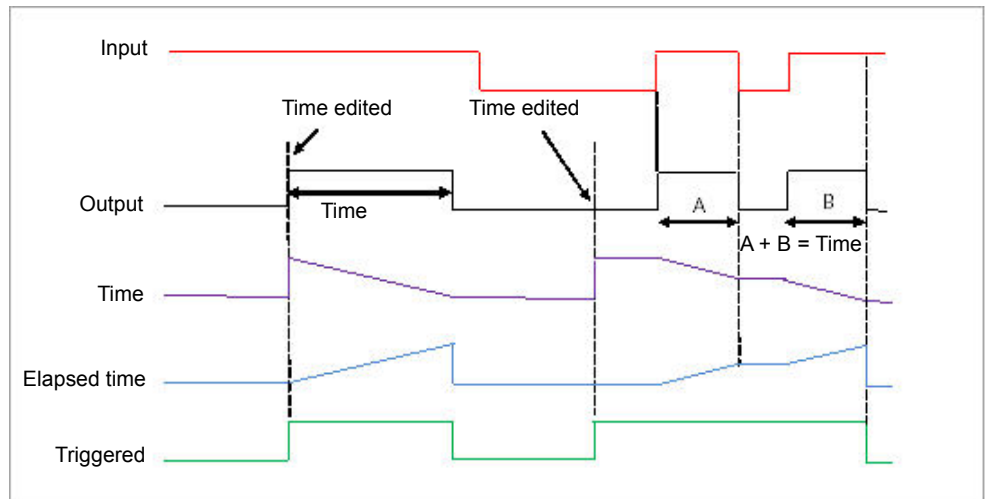 Input
Time edited
Time edited
Output
Time
A
B
A + B = Time
Time
Elapsed time
Triggered